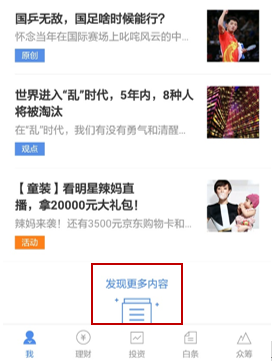 国乒无敌，国足啥时候能行？
怀念当年在国际赛场上叱咤风云的中...
原创
世界进入“乱”时代，5年内，8种人
将被淘汰
在“乱”时代，我们有没有勇气和清醒...
观点
【童装】看明星辣妈直
播，拿20000元大礼包！
辣妈来袭！还有3500元京东购物卡和...
活动
发现更多内容
我
理财
投资
白条
众筹